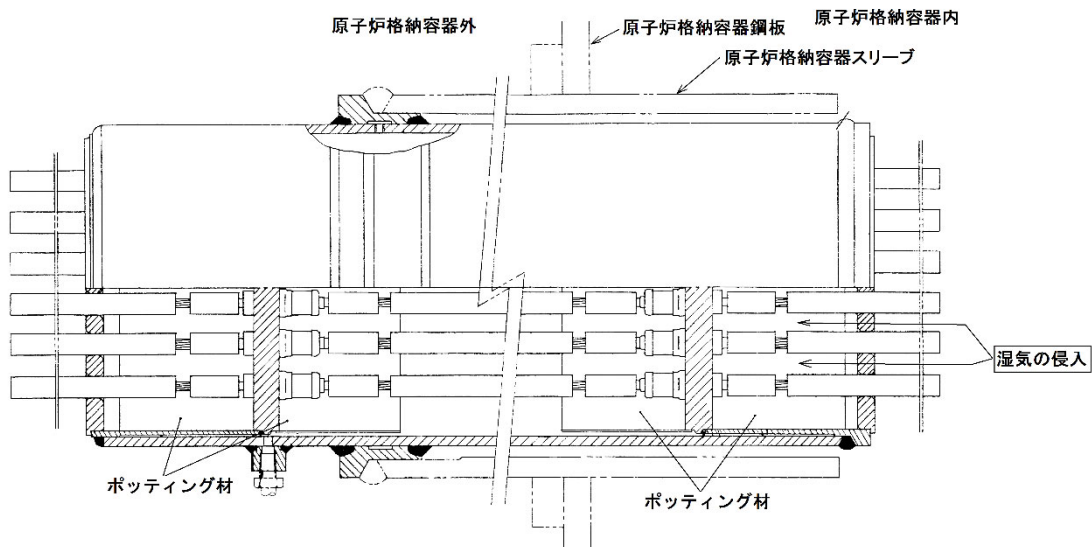 原子炉格納容器外
原子炉格納容器鋼板
原子炉格納容器内
原子炉格納容器スリーブ
湿気の侵入
ポッティング材
ポッティング材